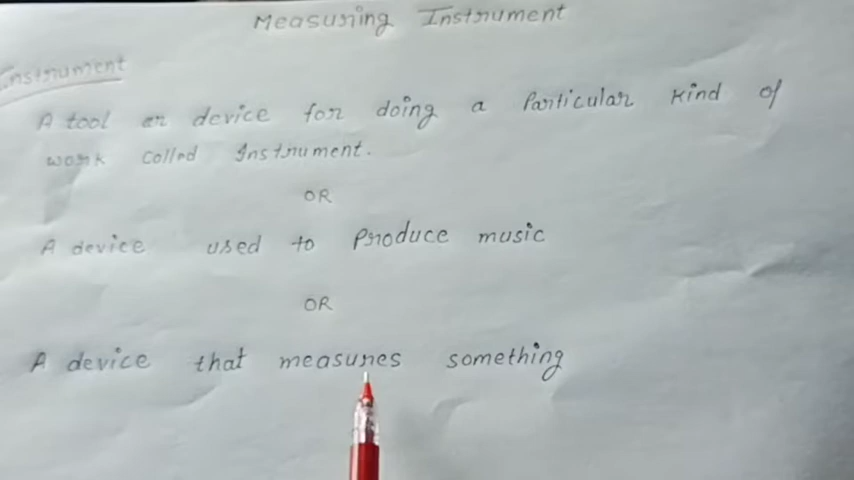 Measuring Instrument
Instrument
A tool or device for doing a Particular kind of
work called Instrument.
OR
A device used to Produce music
OR
A device that measures something